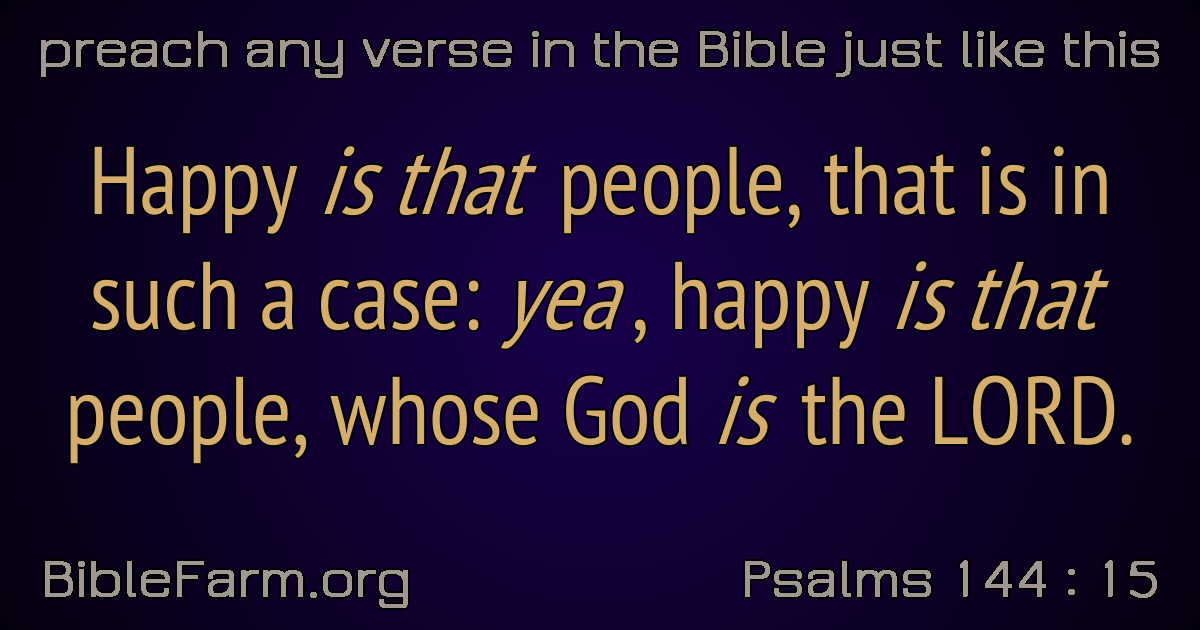 preach any verse in the Bible just like this
Happy is that people, that is in
such a case: yea, happy is that
people, whose God is the LORD.
BibleFarm.org
Psalms 144 : 15